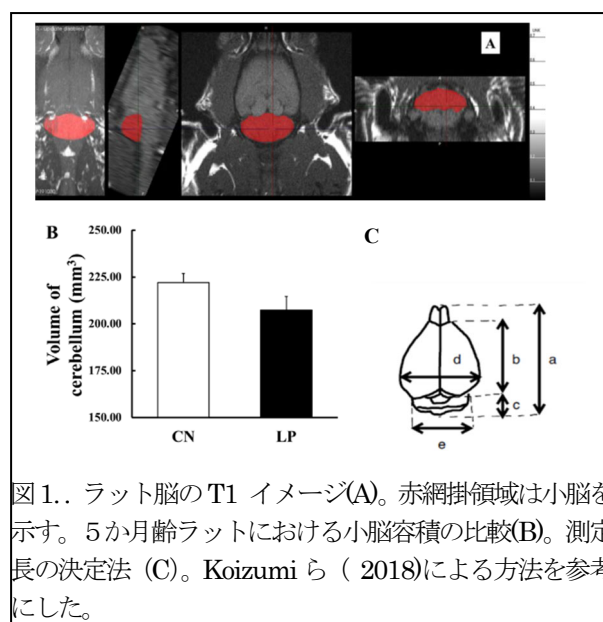 A
B
250.00
225.00
200.00
175.00
150.00
Volume of
cerebellum (mm³)
CN
LP
C
d
b
a
c
e
図1.. ラット脳のT1 イメージ(A)。赤網掛領域は小脳を
示す。５か月齢ラットにおける小脳容積の比較(B)。測定
長の決定法 (C)。Koizumi ら（ 2018)による方法を参考
にした。